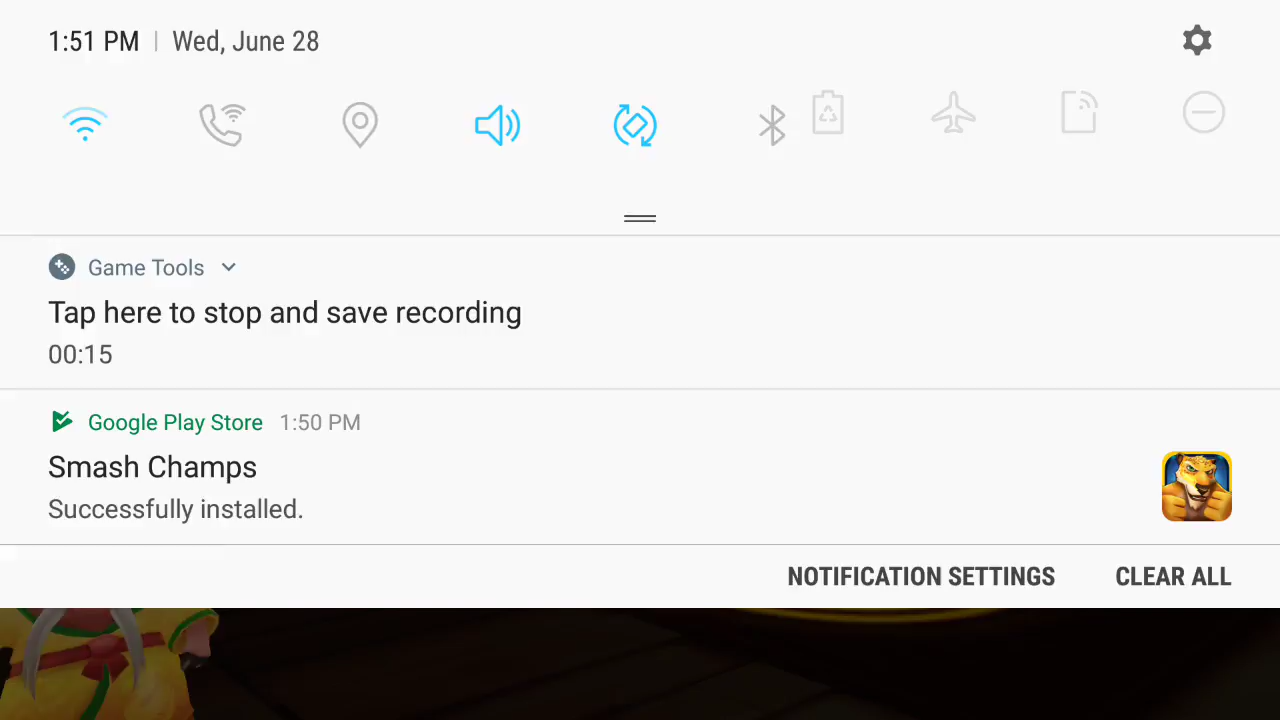 1:51 PM | Wed, June 28
Game Tools
Tap here to stop and save recording
00:15
Google Play Store 1:50 PM
Smash Champs
Successfully installed.
NOTIFICATION SETTINGS CLEAR ALL